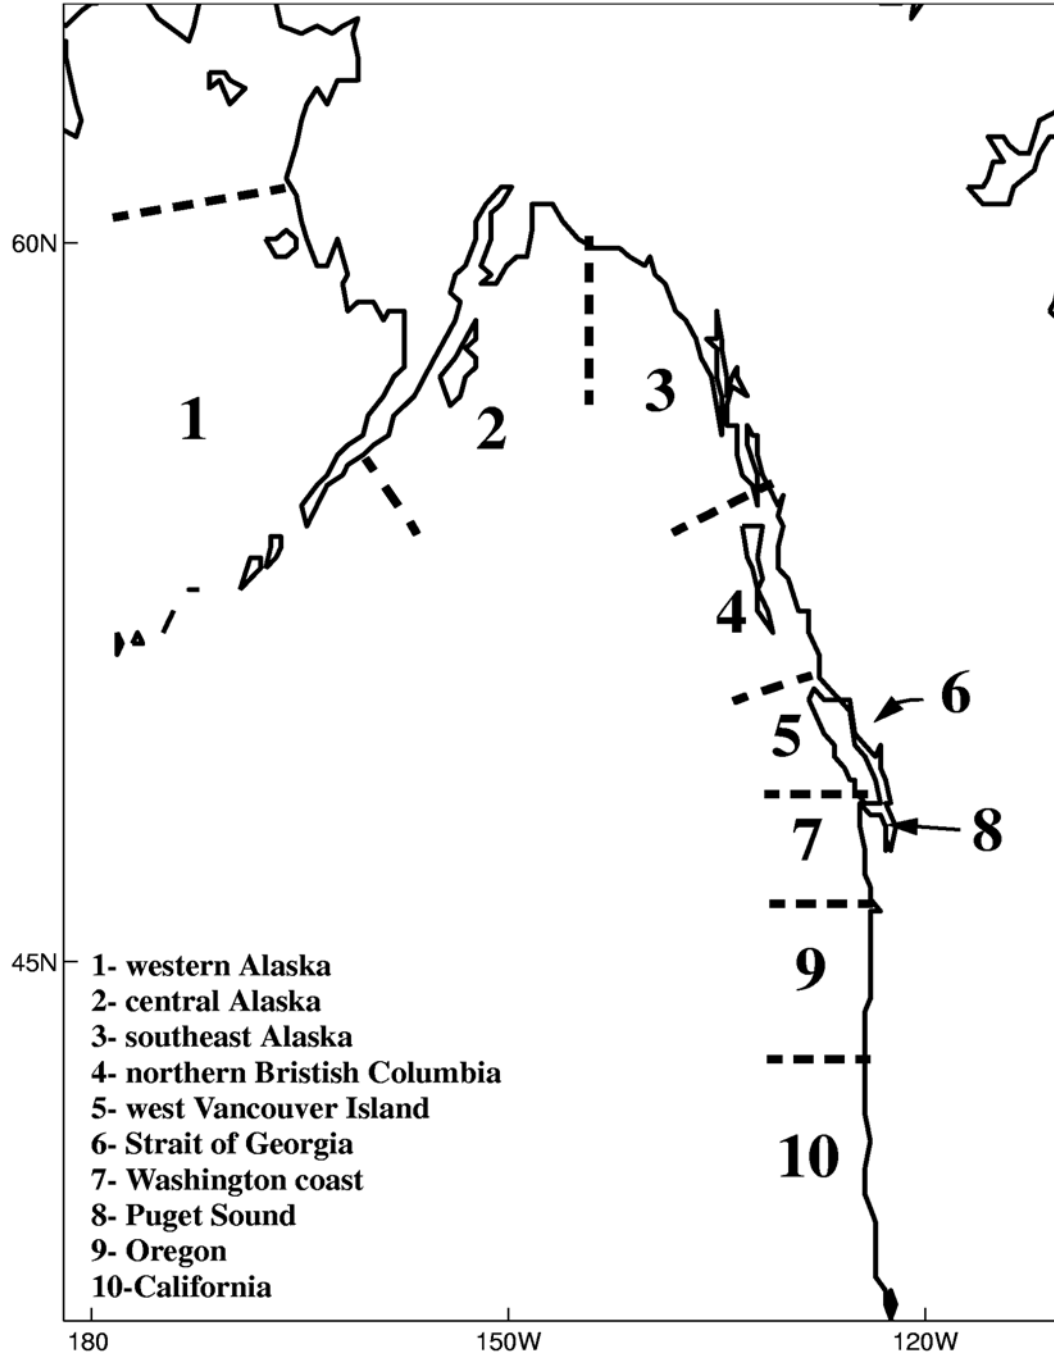 60N
1
2
3
4
5
6
7
8
45N
9
10
1- western Alaska
2- central Alaska
3- southeast Alaska
4- northern Bristish Columbia
5- west Vancouver Island
6- Strait of Georgia
7- Washington coast
8- Puget Sound
9- Oregon
10-California
180 150W 120W